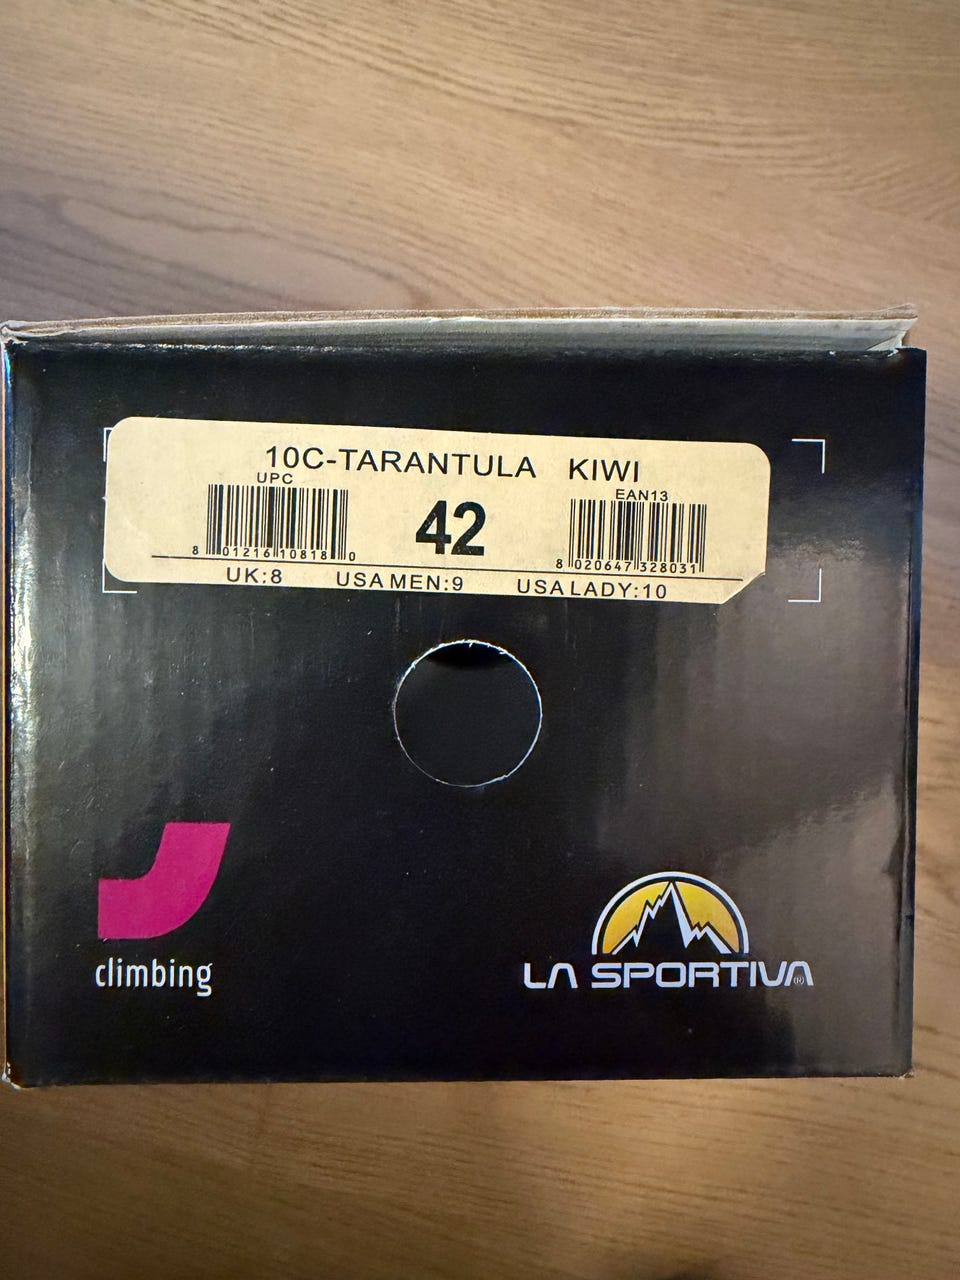 10C-TARANTULA KIWI
UPC
EAN13
42
8 01216 10818 0
8 020647 328031
UK:8 USA MEN:9 USA LADY:10
climbing
LA SPORTIVA®